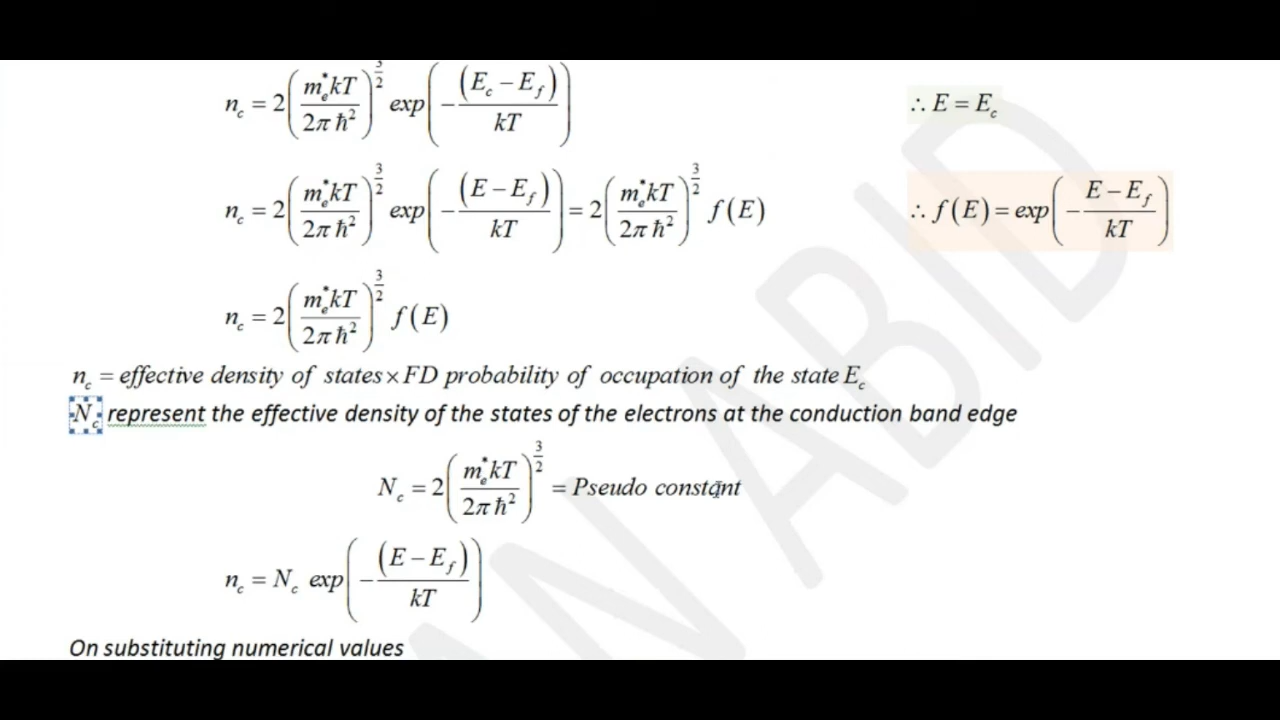 n_c = 2(m_e^*kT / 2πħ²)^(3/2) exp(−(E_c − E_f) / kT) ∴ E = E_c
n_c = 2(m_e^*kT / 2πħ²)^(3/2) exp(−(E − E_f) / kT) = 2(m_e^*kT / 2πħ²)^(3/2) f(E) ∴ f(E) = exp(−E − E_f / kT)
n_c = 2(m_e^*kT / 2πħ²)^(3/2) f(E)
n_c = effective density of states × FD probability of occupation of the state E_c
N_c represent the effective density of the states of the electrons at the conduction band edge
N_c = 2(m_e^*kT / 2πħ²)^(3/2) = Pseudo constant
n_c = N_c exp(−(E − E_f) / kT)
On substituting numerical values
AN ABID